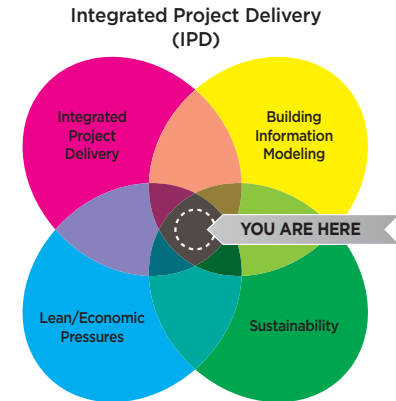 Integrated Project Delivery
(IPD)
Integrated
Project
Delivery
Building
Information
Modeling
YOU ARE HERE
Lean/Economic
Pressures
Sustainability